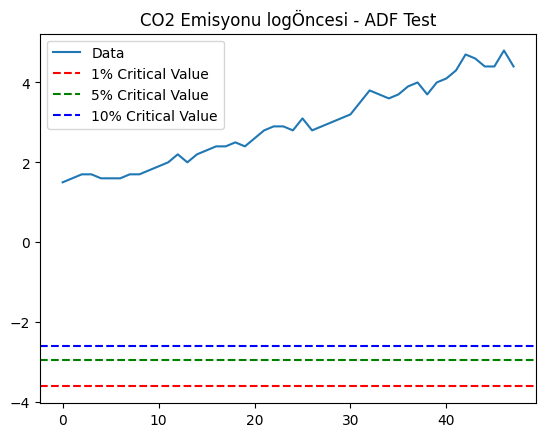 CO2 Emisyonu logÖncesi - ADF Test
Data
1% Critical Value
5% Critical Value
10% Critical Value
4
2
0
−2
−4
0
10
20
30
40